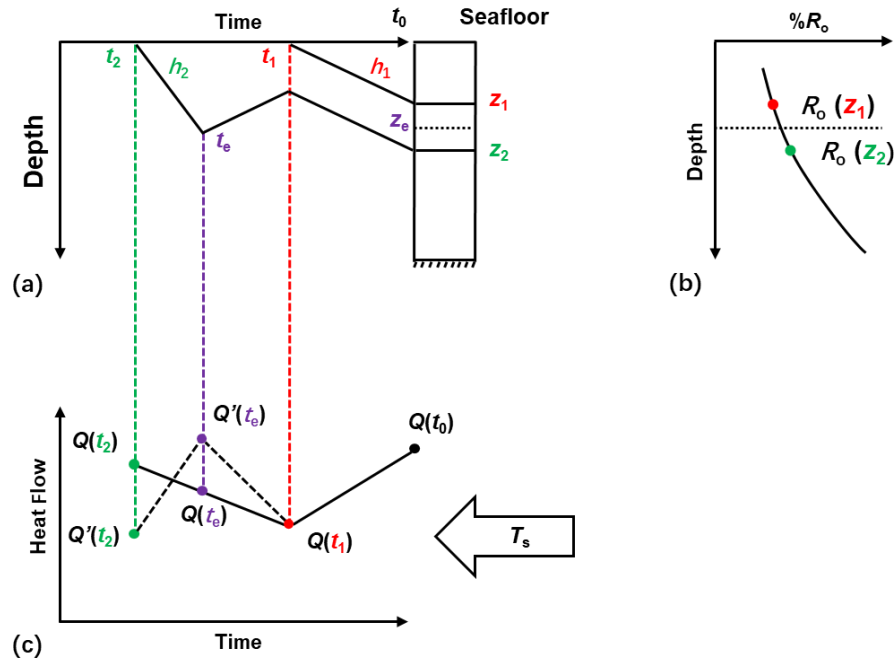 Time
t₀
Seafloor
t₂
h₂
t₁
h₁
z₁
tₑ
zₑ
z₂
Depth
(a)
%Rₒ
Rₒ (z₁)
Rₒ (z₂)
Depth
(b)
Q'(tₑ)
Q(t₀)
Q(t₂)
Q(tₑ)
Q'(t₂)
Q(t₁)
Tₛ
Heat Flow
Time
(c)